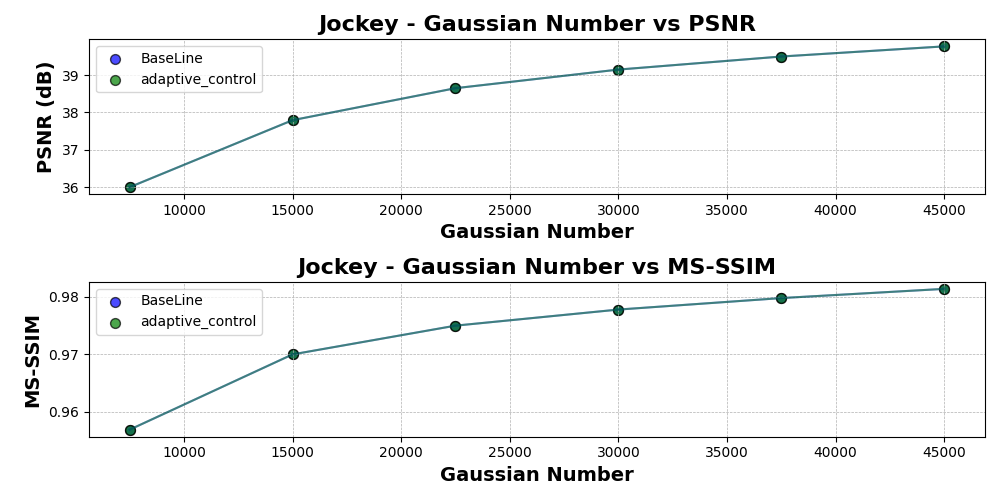 Jockey - Gaussian Number vs PSNR
PSNR (dB)
BaseLine
adaptive_control
39
38
37
36
10000 15000 20000 25000 30000 35000 40000 45000
Gaussian Number
Jockey - Gaussian Number vs MS-SSIM
MS-SSIM
BaseLine
adaptive_control
0.98
0.97
0.96
10000 15000 20000 25000 30000 35000 40000 45000
Gaussian Number